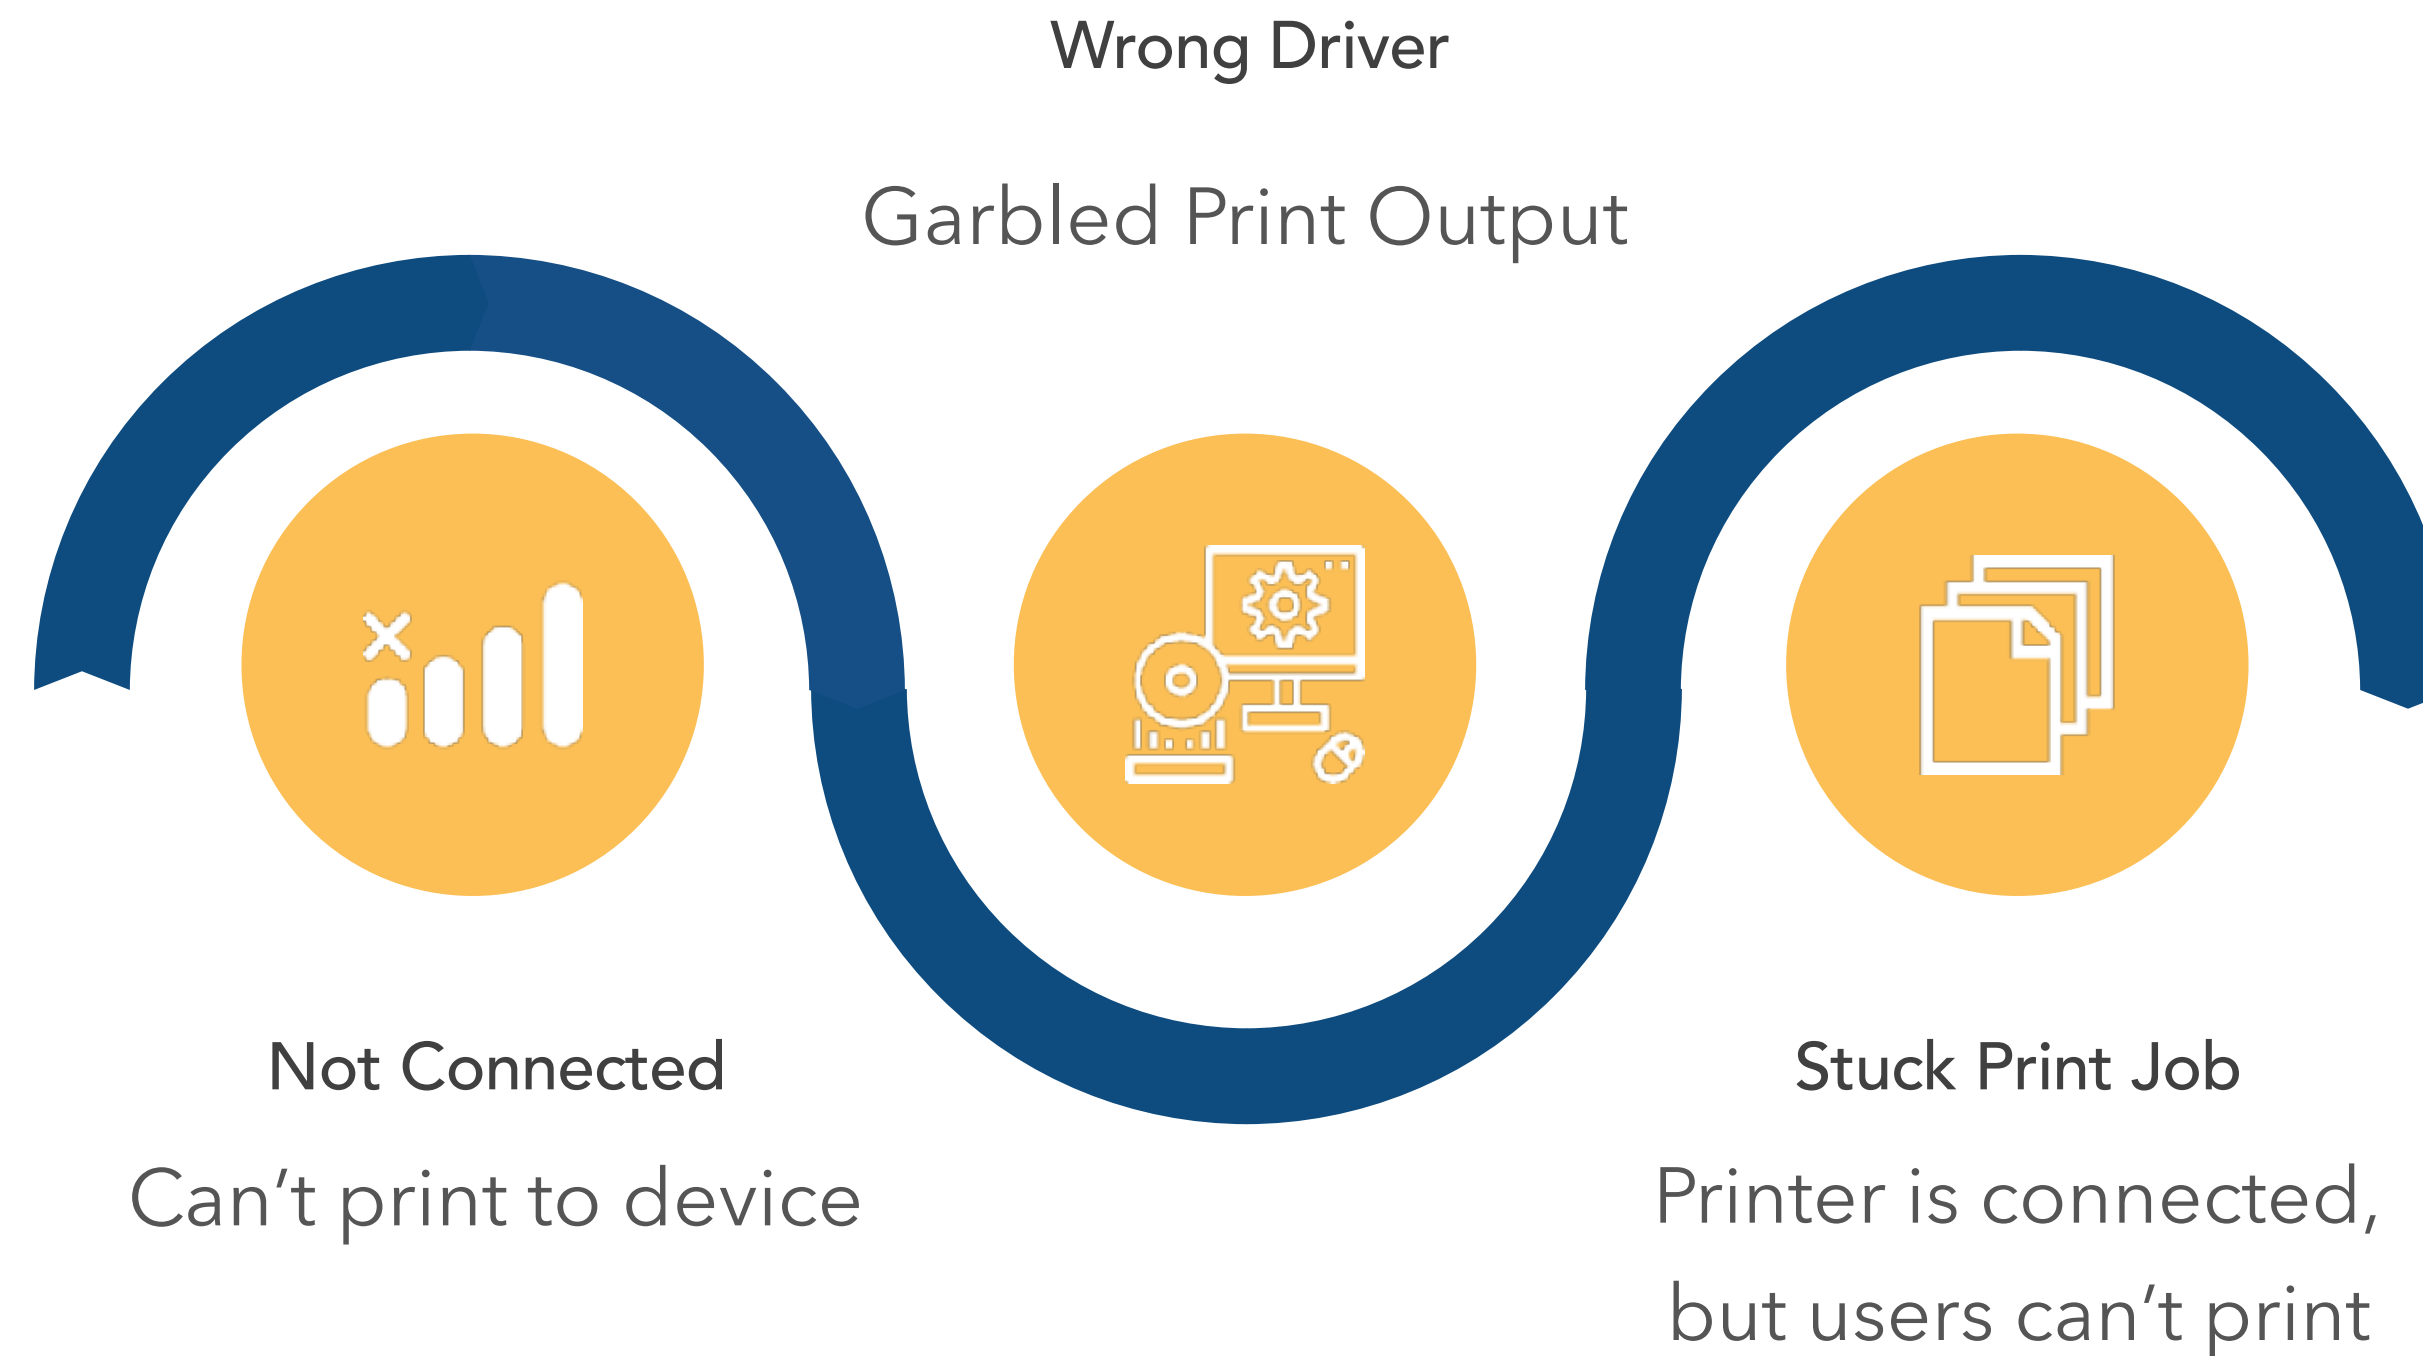 Wrong Driver
Garbled Print Output
Not Connected
Can’t print to device
Stuck Print Job
Printer is connected,
but users can’t print